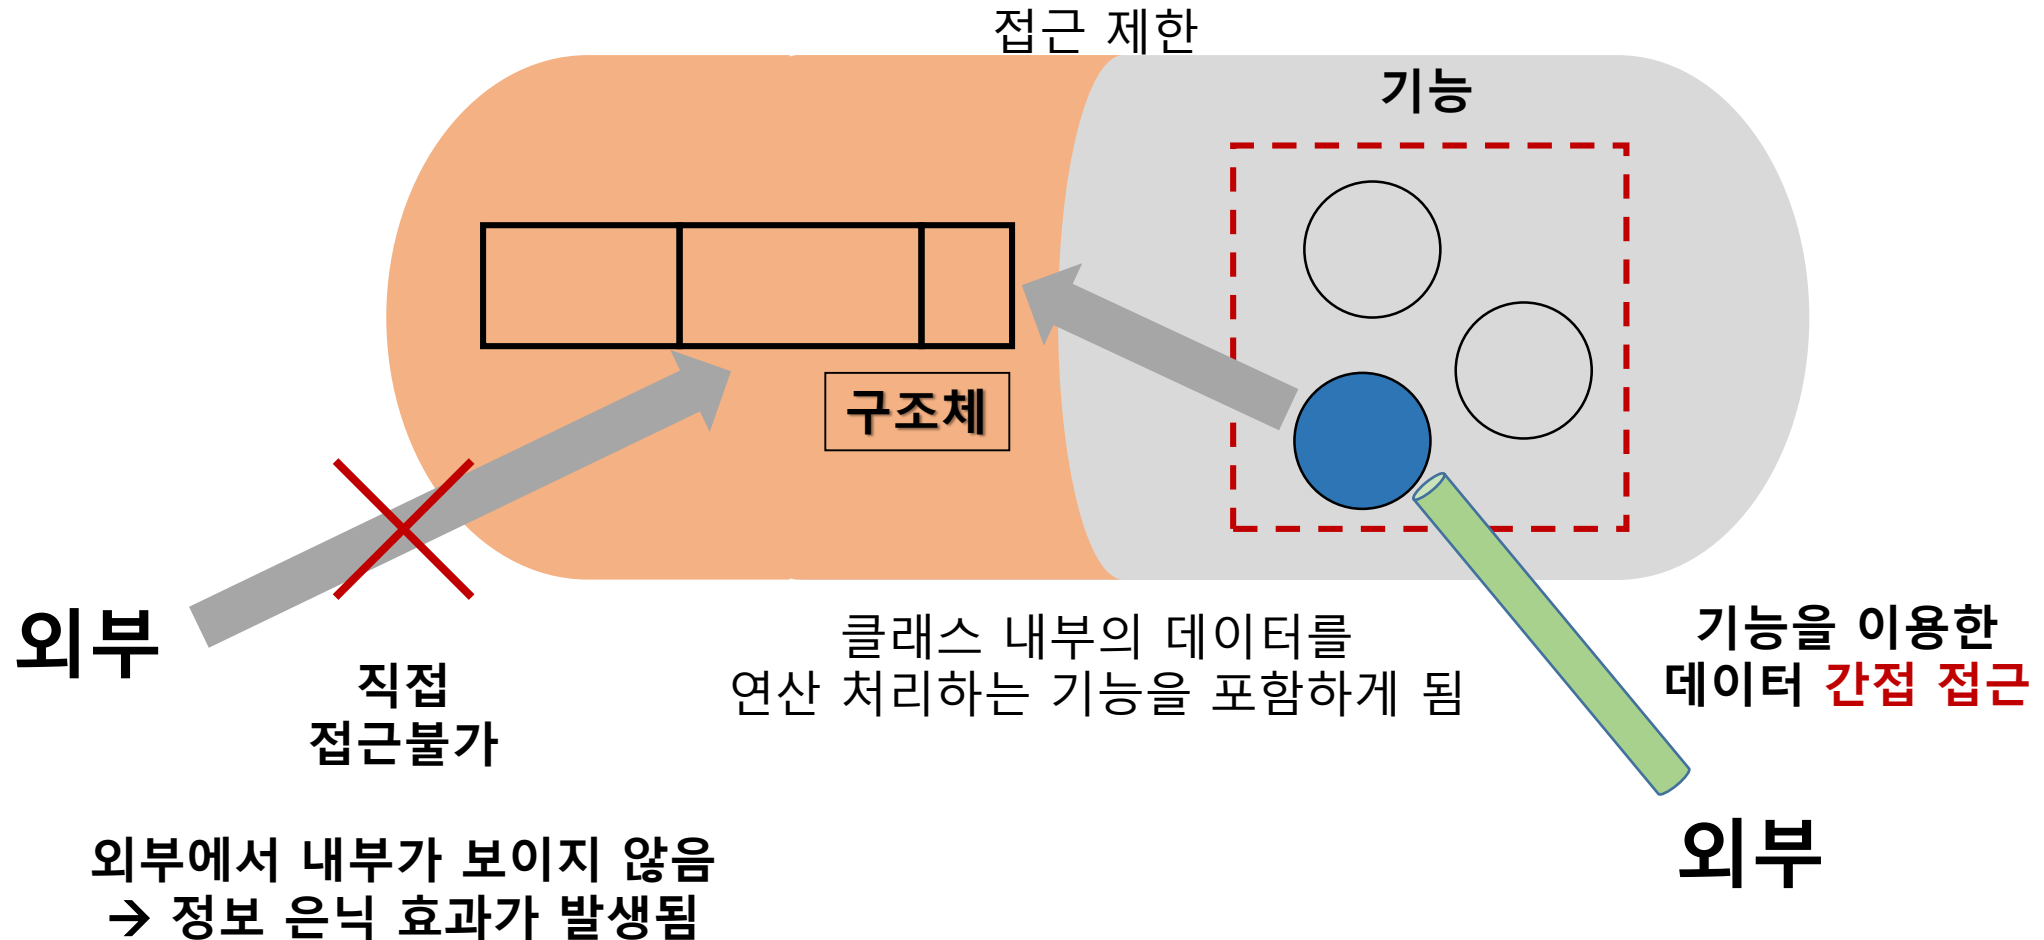 접근 제한
기능
구조체
외부
직접
접근불가
클래스 내부의 데이터를
연산 처리하는 기능을 포함하게 됨
기능을 이용한
데이터 간접 접근
외부
외부에서 내부가 보이지 않음
→ 정보 은닉 효과가 발생됨